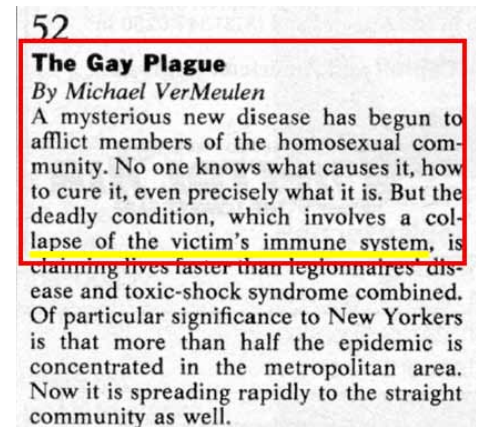 52
The Gay Plague
By Michael VerMeulen
A mysterious new disease has begun to
afflict members of the homosexual com-
munity. No one knows what causes it, how
to cure it, even precisely what it is. But the
deadly condition, which involves a col-
lapse of the victim's immune system, is
claiming lives faster than legionnaires' dis-
ease and toxic-shock syndrome combined.
Of particular significance to New Yorkers
is that more than half the epidemic is
concentrated in the metropolitan area.
Now it is spreading rapidly to the straight
community as well.